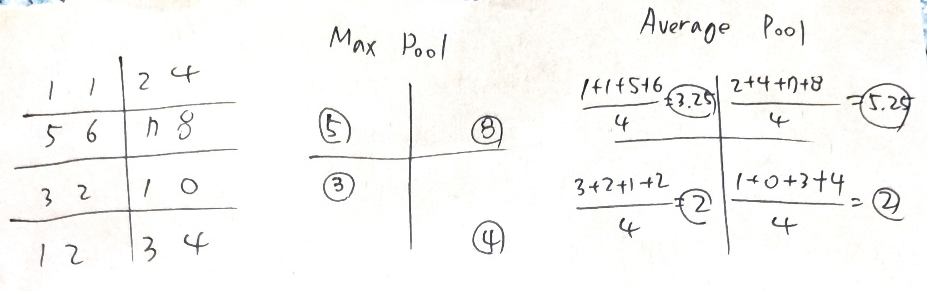 1 1 2 4
5 6 7 8
3 2 1 0
1 2 3 4
Max Pool
5 8
3
4
Average Pool
1+1+5+6/4 =3.25
2+4+7+8/4 =5.25
3+2+1+2/4 =2
1+0+3+4/4 = 2